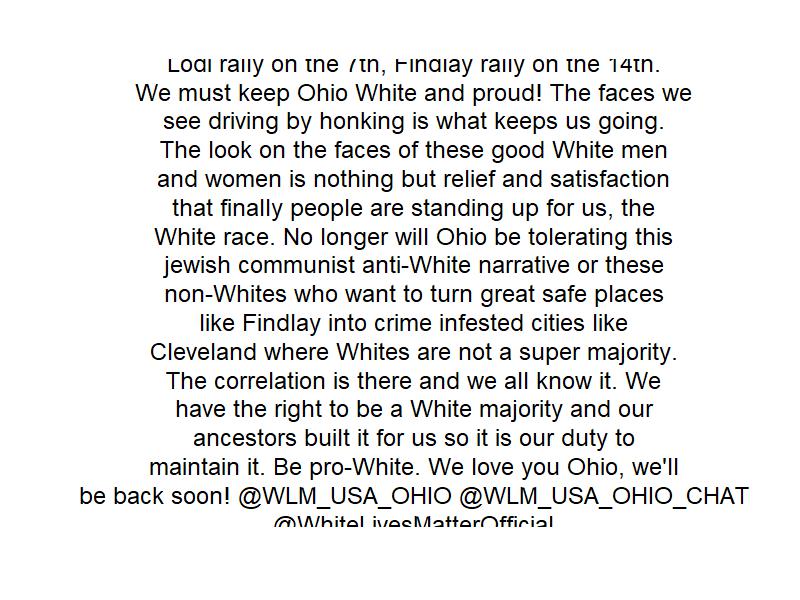 Lodi rally on the 7th, Findlay rally on the 14th.
We must keep Ohio White and proud! The faces we
see driving by honking is what keeps us going.
The look on the faces of these good White men
and women is nothing but relief and satisfaction
that finally people are standing up for us, the
White race. No longer will Ohio be tolerating this
jewish communist anti-White narrative or these
non-Whites who want to turn great safe places
like Findlay into crime infested cities like
Cleveland where Whites are not a super majority.
The correlation is there and we all know it. We
have the right to be a White majority and our
ancestors built it for us so it is our duty to
maintain it. Be pro-White. We love you Ohio, we'll
be back soon! @WLM_USA_OHIO @WLM_USA_OHIO_CHAT
@WhiteLivesMatterOfficial